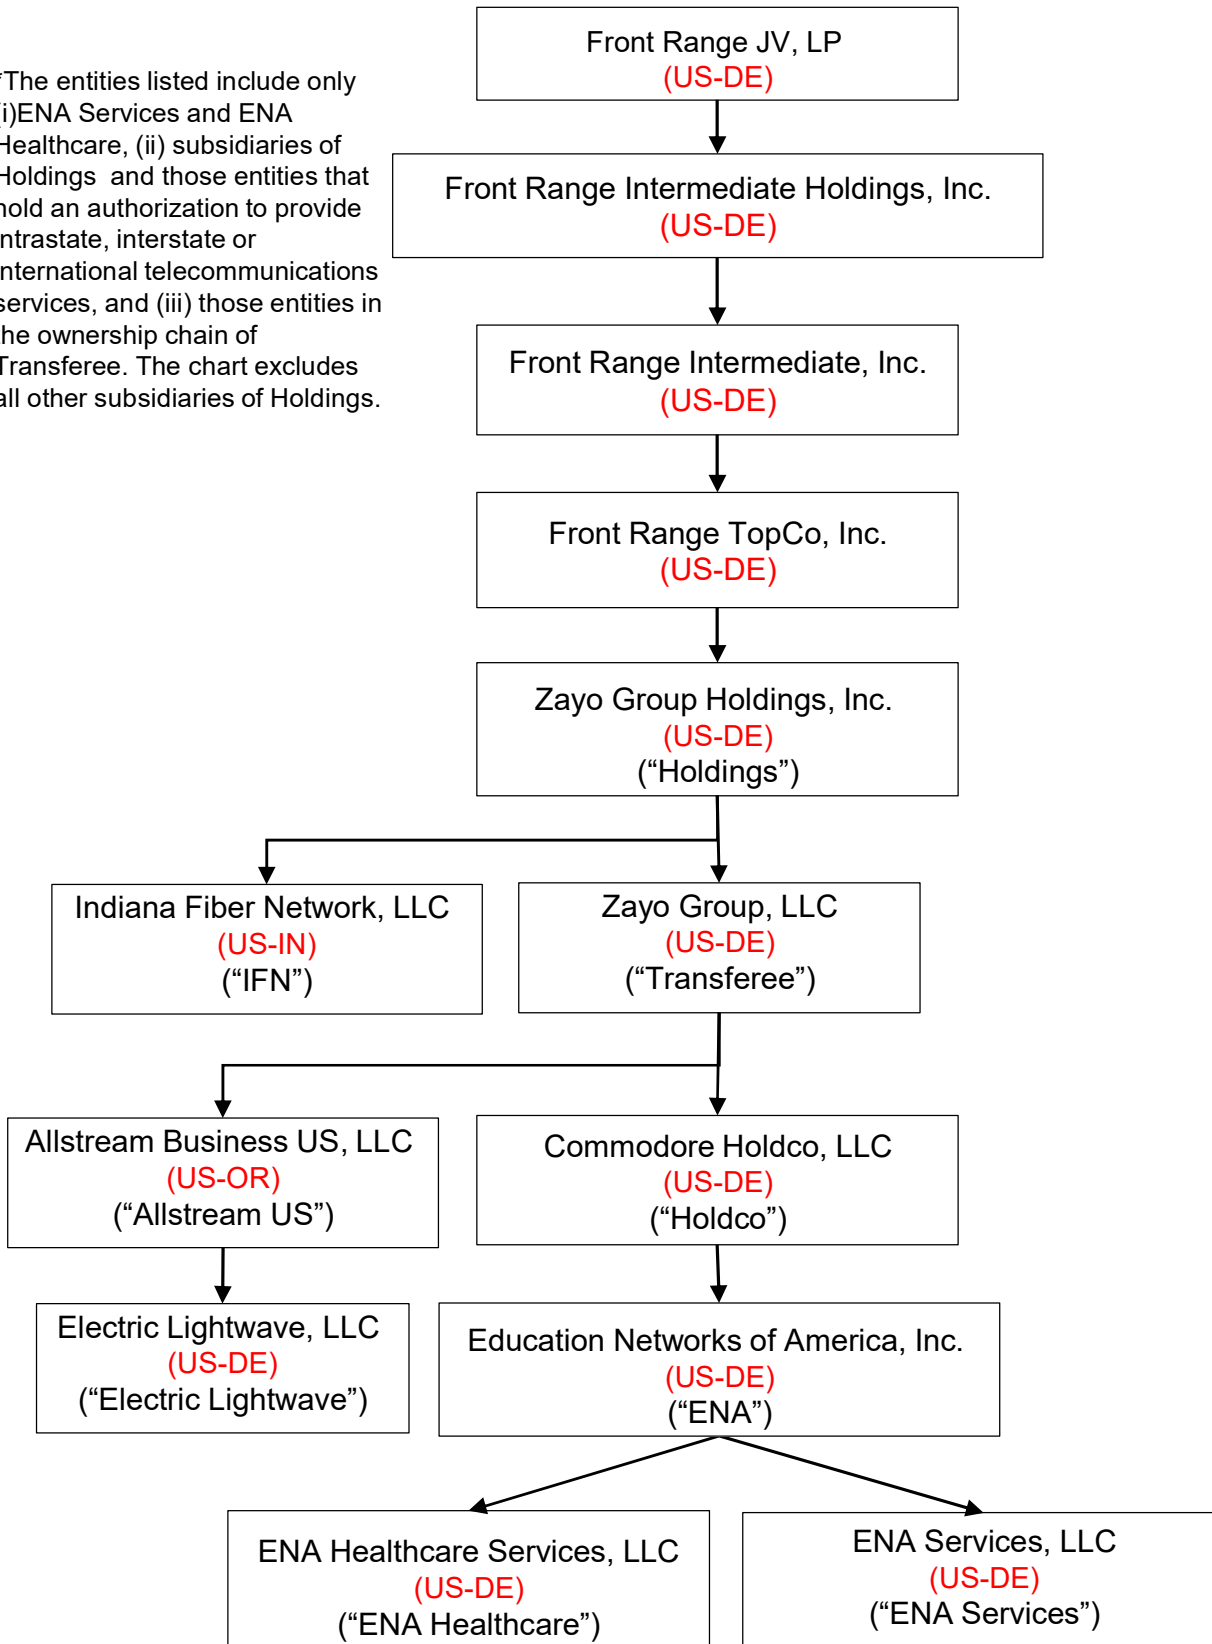 Front Range JV, LP
(US-DE)
*The entities listed include only
(i)ENA Services and ENA
Healthcare, (ii) subsidiaries of
Holdings and those entities that
hold an authorization to provide
intrastate, interstate or
international telecommunications
services, and (iii) those entities in
the ownership chain of
Transferee. The chart excludes
all other subsidiaries of Holdings.
Front Range Intermediate Holdings, Inc.
(US-DE)
Front Range Intermediate, Inc.
(US-DE)
Front Range TopCo, Inc.
(US-DE)
Zayo Group Holdings, Inc.
(US-DE)
(“Holdings”)
Indiana Fiber Network, LLC
(US-IN)
(“IFN”)
Zayo Group, LLC
(US-DE)
(“Transferee”)
Allstream Business US, LLC
(US-OR)
(“Allstream US”)
Commodore Holdco, LLC
(US-DE)
(“Holdco”)
Electric Lightwave, LLC
(US-DE)
(“Electric Lightwave”)
Education Networks of America, Inc.
(US-DE)
(“ENA”)
ENA Healthcare Services, LLC
(US-DE)
(“ENA Healthcare”)
ENA Services, LLC
(US-DE)
(“ENA Services”)